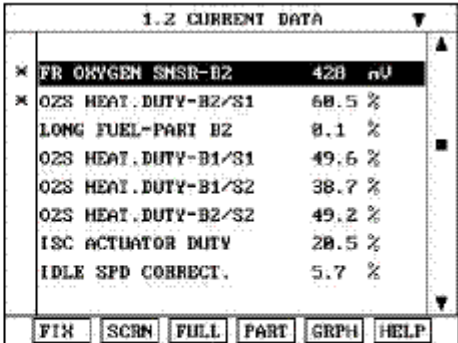 1.2 CURRENT DATA ▼
* FR OXYGEN SNSR-B2 428 mV
* O2S HEAT.DUTY-B2/S1 60.5 %
LONG FUEL-PART B2 0.1 %
O2S HEAT.DUTY-B1/S1 49.6 %
O2S HEAT.DUTY-B1/S2 38.7 %
O2S HEAT.DUTY-B2/S2 49.2 %
ISC ACTUATOR DUTY 20.5 %
IDLE SPD CORRECT. 5.7 %
FIX SCRN FULL PART GRPH HELP